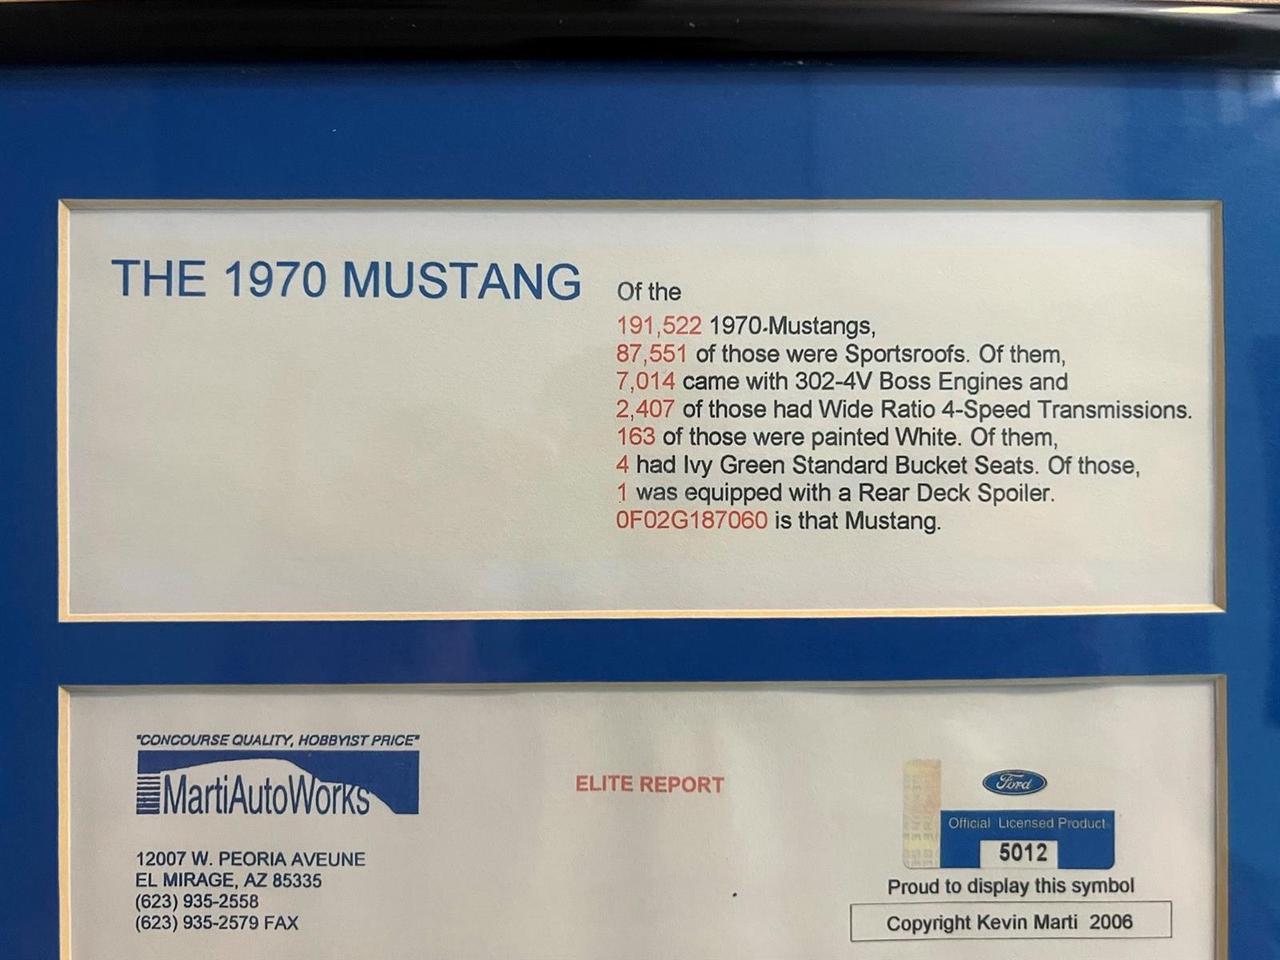 THE 1970 MUSTANG
Of the
191,522 1970-Mustangs,
87,551 of those were Sportsroofs. Of them,
7,014 came with 302-4V Boss Engines and
2,407 of those had Wide Ratio 4-Speed Transmissions.
163 of those were painted White. Of them,
4 had Ivy Green Standard Bucket Seats. Of those,
1 was equipped with a Rear Deck Spoiler.
0F02G187060 is that Mustang.
"CONCOURSE QUALITY, HOBBYIST PRICE"
MartiAutoWorks
12007 W. PEORIA AVEUNE
EL MIRAGE, AZ 85335
(623) 935-2558
(623) 935-2579 FAX
ELITE REPORT
Ford
Official Licensed Product
5012
Proud to display this symbol
Copyright Kevin Marti 2006